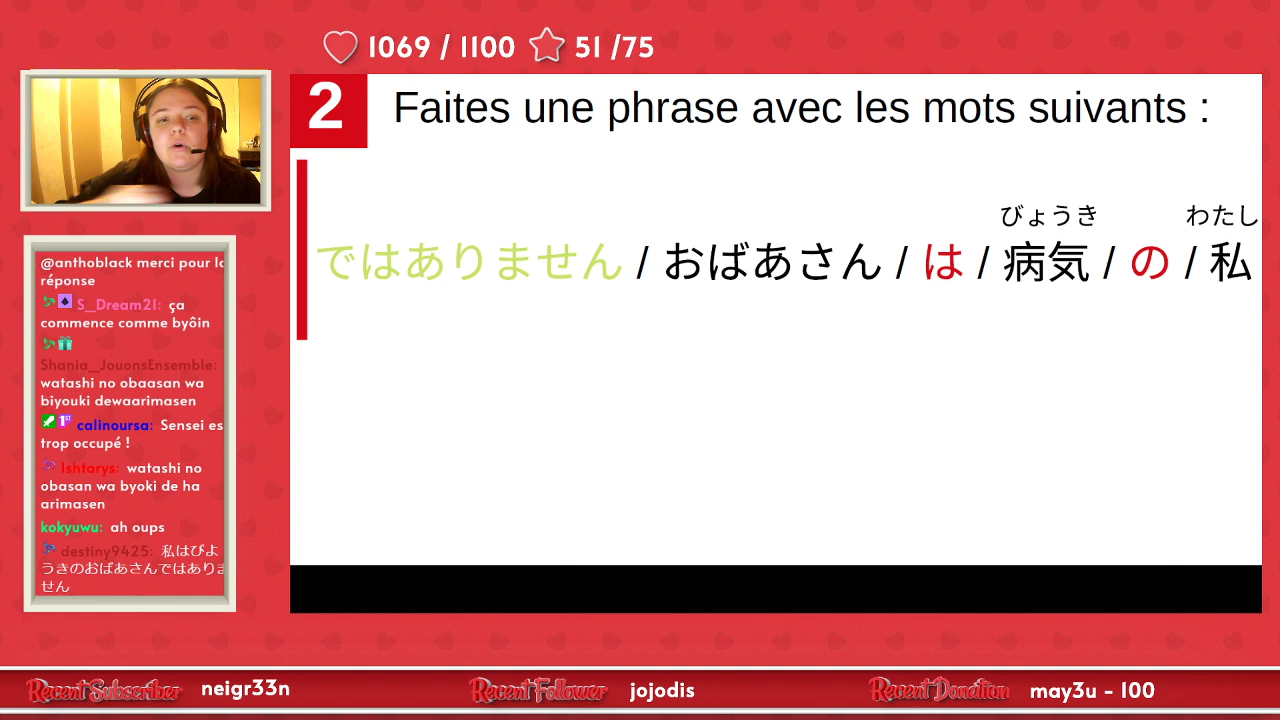 1069 / 1100 51 /75
2 Faites une phrase avec les mots suivants :
びょうき わたし
ではありません / おばあさん / は / 病気 / の / 私
@anthoblack merci pour la
réponse
S_Dream21: ça
commence comme byôin
Shania_JouonsEnsemble:
watashi no obaasan wa
biyouki dewaarimasen
calinoursa: Sensei es
trop occupé !
Ishtarys: watashi no
obasan wa byoki de ha
arimasen
kokyuwu: ah oups
destiny9425: 私はびよ
うきのおばあさんではありま
せん
Recent Subscriber neigr33n Recent Follower jojodis Recent Donation may3u - 100